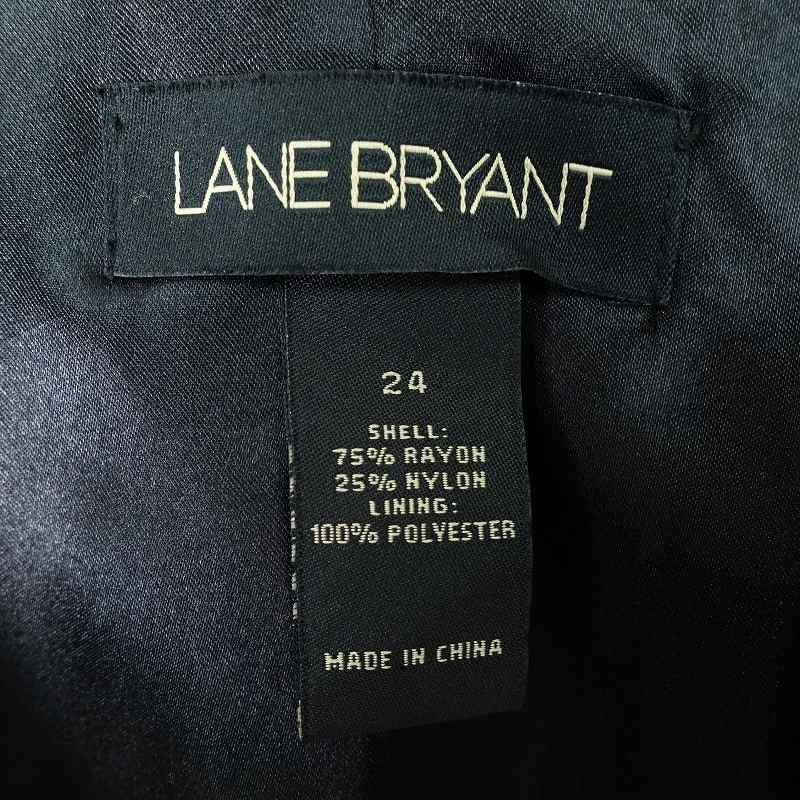 LANE BRYANT
24
SHELL:
75% RAYON
25% NYLON
LINING:
100% POLYESTER
MADE IN CHINA